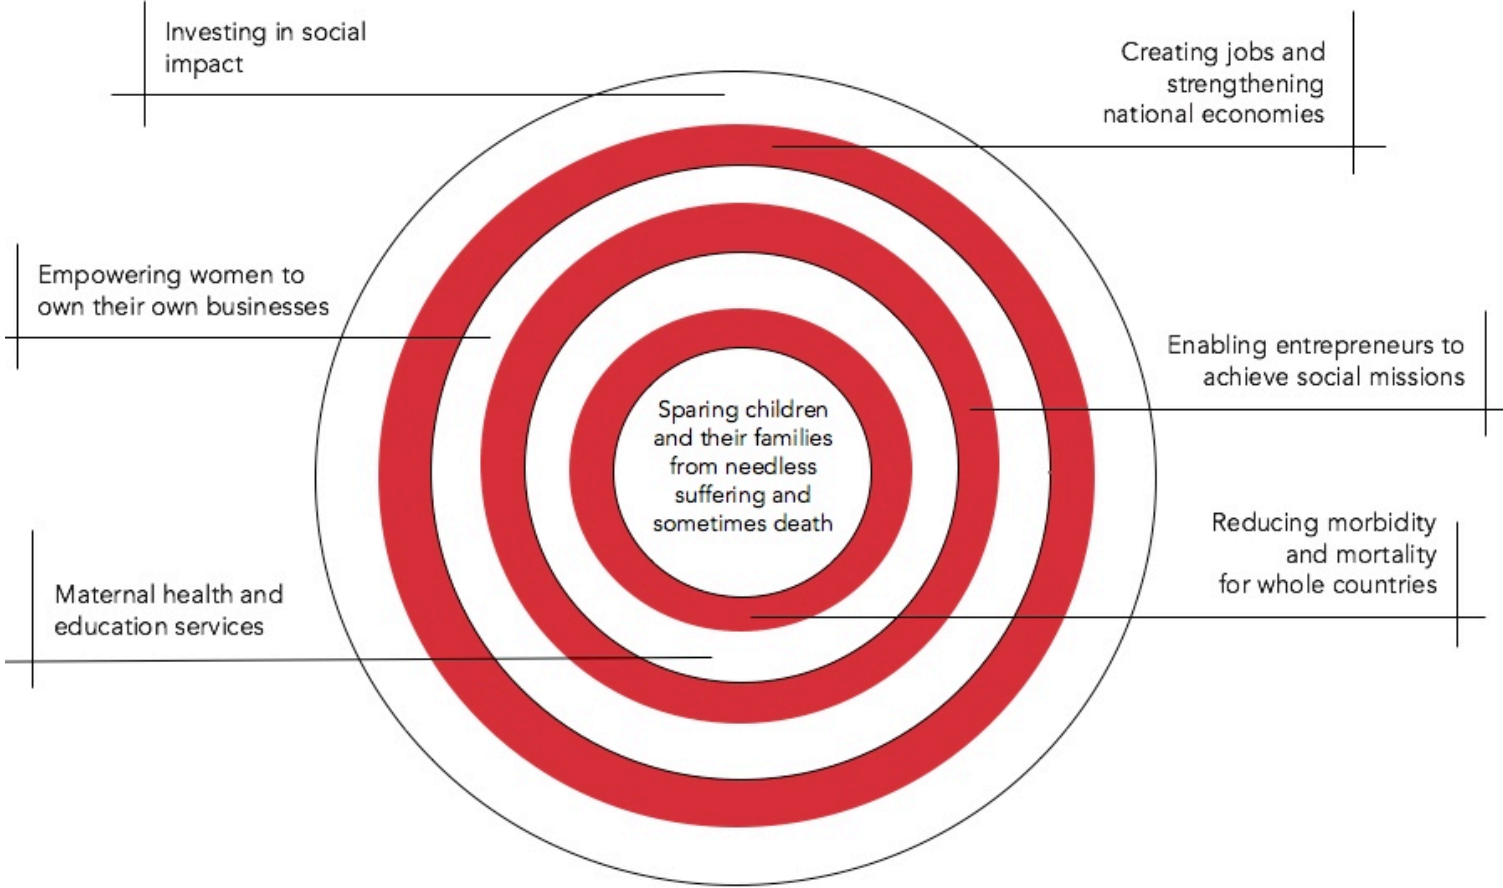 Investing in social
impact
Creating jobs and
strengthening
national economies
Empowering women to
own their own businesses
Enabling entrepreneurs to
achieve social missions
Sparing children
and their families
from needless
suffering and
sometimes death
Reducing morbidity
and mortality
for whole countries
Maternal health and
education services